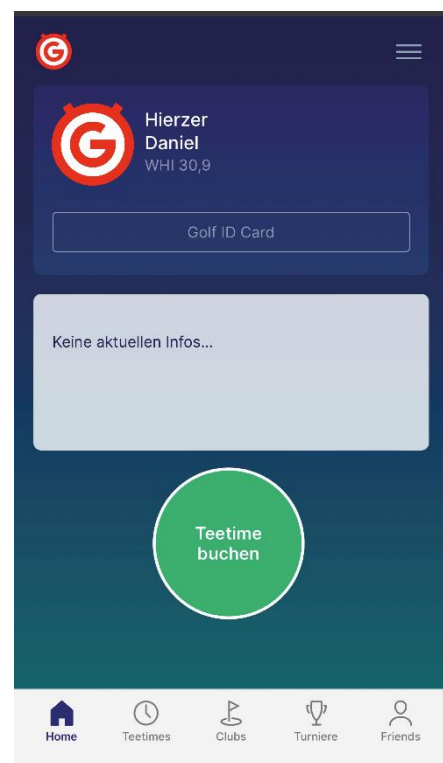 G
G
Hierzer
Daniel
WHI 30,9
Golf ID Card
Keine aktuellen Infos...
Teetime
buchen
Home Teetimes Clubs Turniere Friends